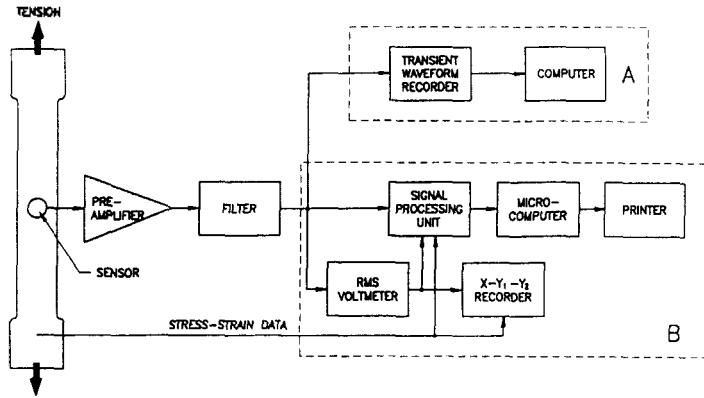 TENSION
TRANSIENT
WAVEFORM
RECORDER
COMPUTER
A
PRE-
AMPLIFIER
FILTER
SIGNAL
PROCESSING
UNIT
MICRO-
COMPUTER
PRINTER
SENSOR
RMS
VOLTMETER
X-Y₁-Y₂
RECORDER
STRESS-STRAIN DATA
B